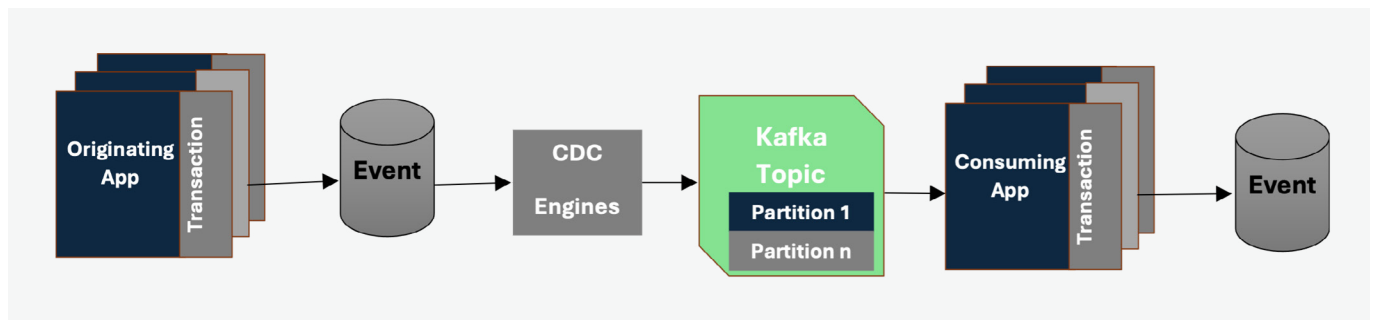 Originating
App
Transaction
Event
CDC
Engines
Kafka
Topic
Partition 1
Partition n
Consuming
App
Transaction
Event